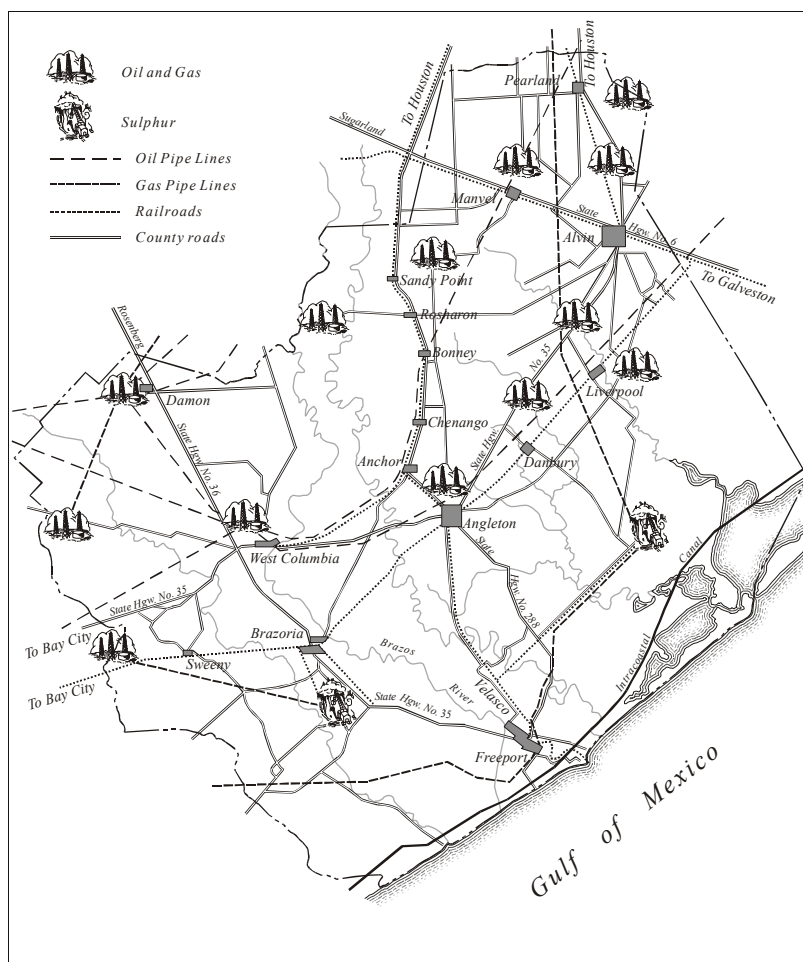 Oil and Gas
Sulphur
Oil Pipe Lines
Gas Pipe Lines
Railroads
County roads
To Houston
To Houston
Pearland
Sugarland
Manvel
State Hgw. No. 6
Alvin
To Galveston
Sandy Point
Rosharon
Rosenberg
Bonney
Damon
Liverpool
State Hgw. No. 35
Chenango
State Hgw. No. 36
Anchor
Danbury
Angleton
West Columbia
State Hgw. No. 288
Canal
Intracoastal
State Hgw. No. 35
To Bay City
Brazoria
Brazos
River
Sweeny
To Bay City
Velasco
State Hgw. No. 35
Freeport
Gulf of Mexico